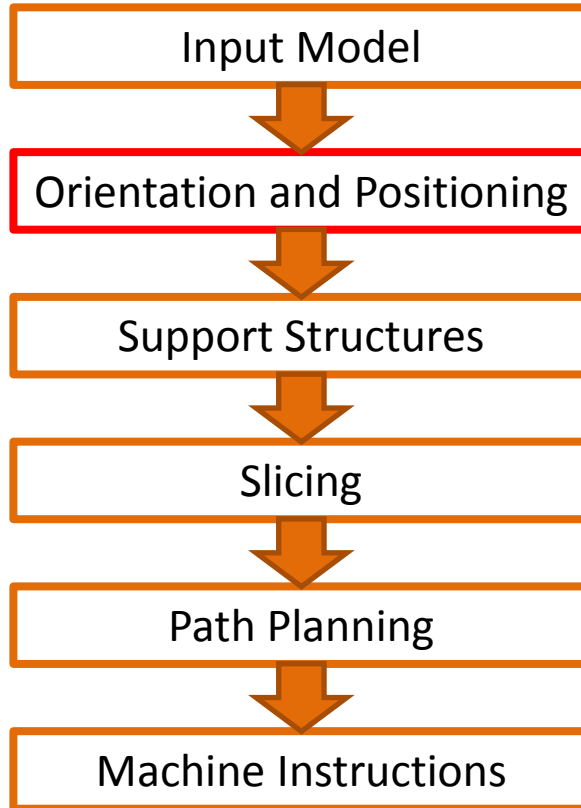 Input Model
Orientation and Positioning
Support Structures
Slicing
Path Planning
Machine Instructions